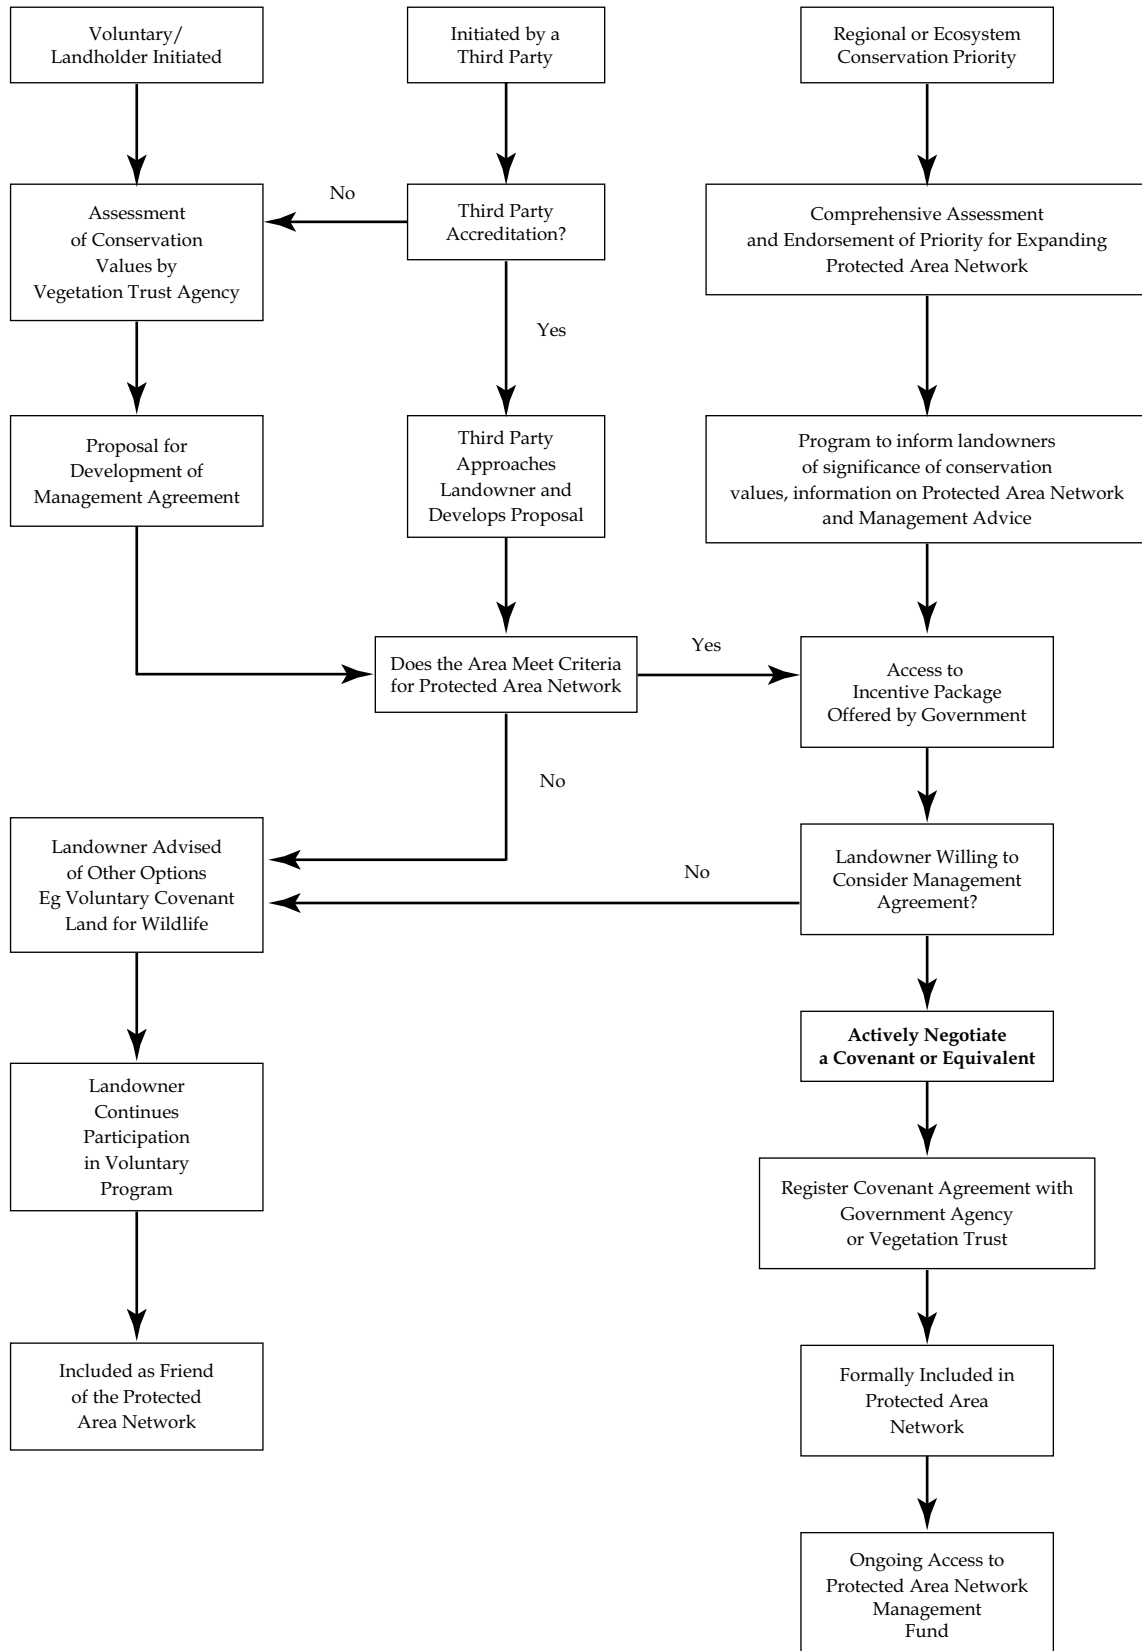 Voluntary/
Landholder Initiated
Initiated by a
Third Party
Regional or Ecosystem
Conservation Priority
No
Assessment
of Conservation
Values by
Vegetation Trust Agency
Third Party
Accreditation?
Comprehensive Assessment
and Endorsement of Priority for Expanding
Protected Area Network
Yes
Proposal for
Development of
Management Agreement
Third Party
Approaches
Landowner and
Develops Proposal
Program to inform landowners
of significance of conservation
values, information on Protected Area Network
and Management Advice
Does the Area Meet Criteria
for Protected Area Network
Yes
Access to
Incentive Package
Offered by Government
No
Landowner Advised
of Other Options
Eg Voluntary Covenant
Land for Wildlife
No
Landowner Willing to
Consider Management
Agreement?
Actively Negotiate
a Covenant or Equivalent
Landowner
Continues
Participation
in Voluntary
Program
Register Covenant Agreement with
Government Agency
or Vegetation Trust
Included as Friend
of the Protected
Area Network
Formally Included in
Protected Area
Network
Ongoing Access to
Protected Area Network
Management
Fund